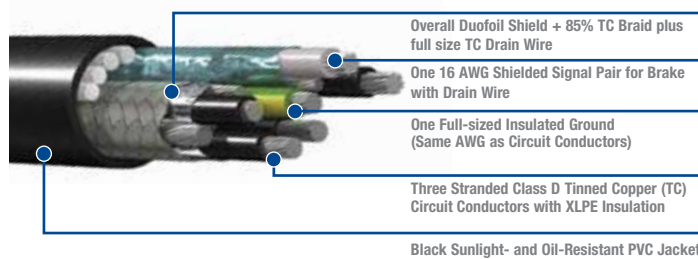 Overall Duofoil Shield + 85% TC Braid plus
full size TC Drain Wire
One 16 AWG Shielded Signal Pair for Brake
with Drain Wire
One Full-sized Insulated Ground
(Same AWG as Circuit Conductors)
Three Stranded Class D Tinned Copper (TC)
Circuit Conductors with XLPE Insulation
Black Sunlight- and Oil-Resistant PVC Jacket